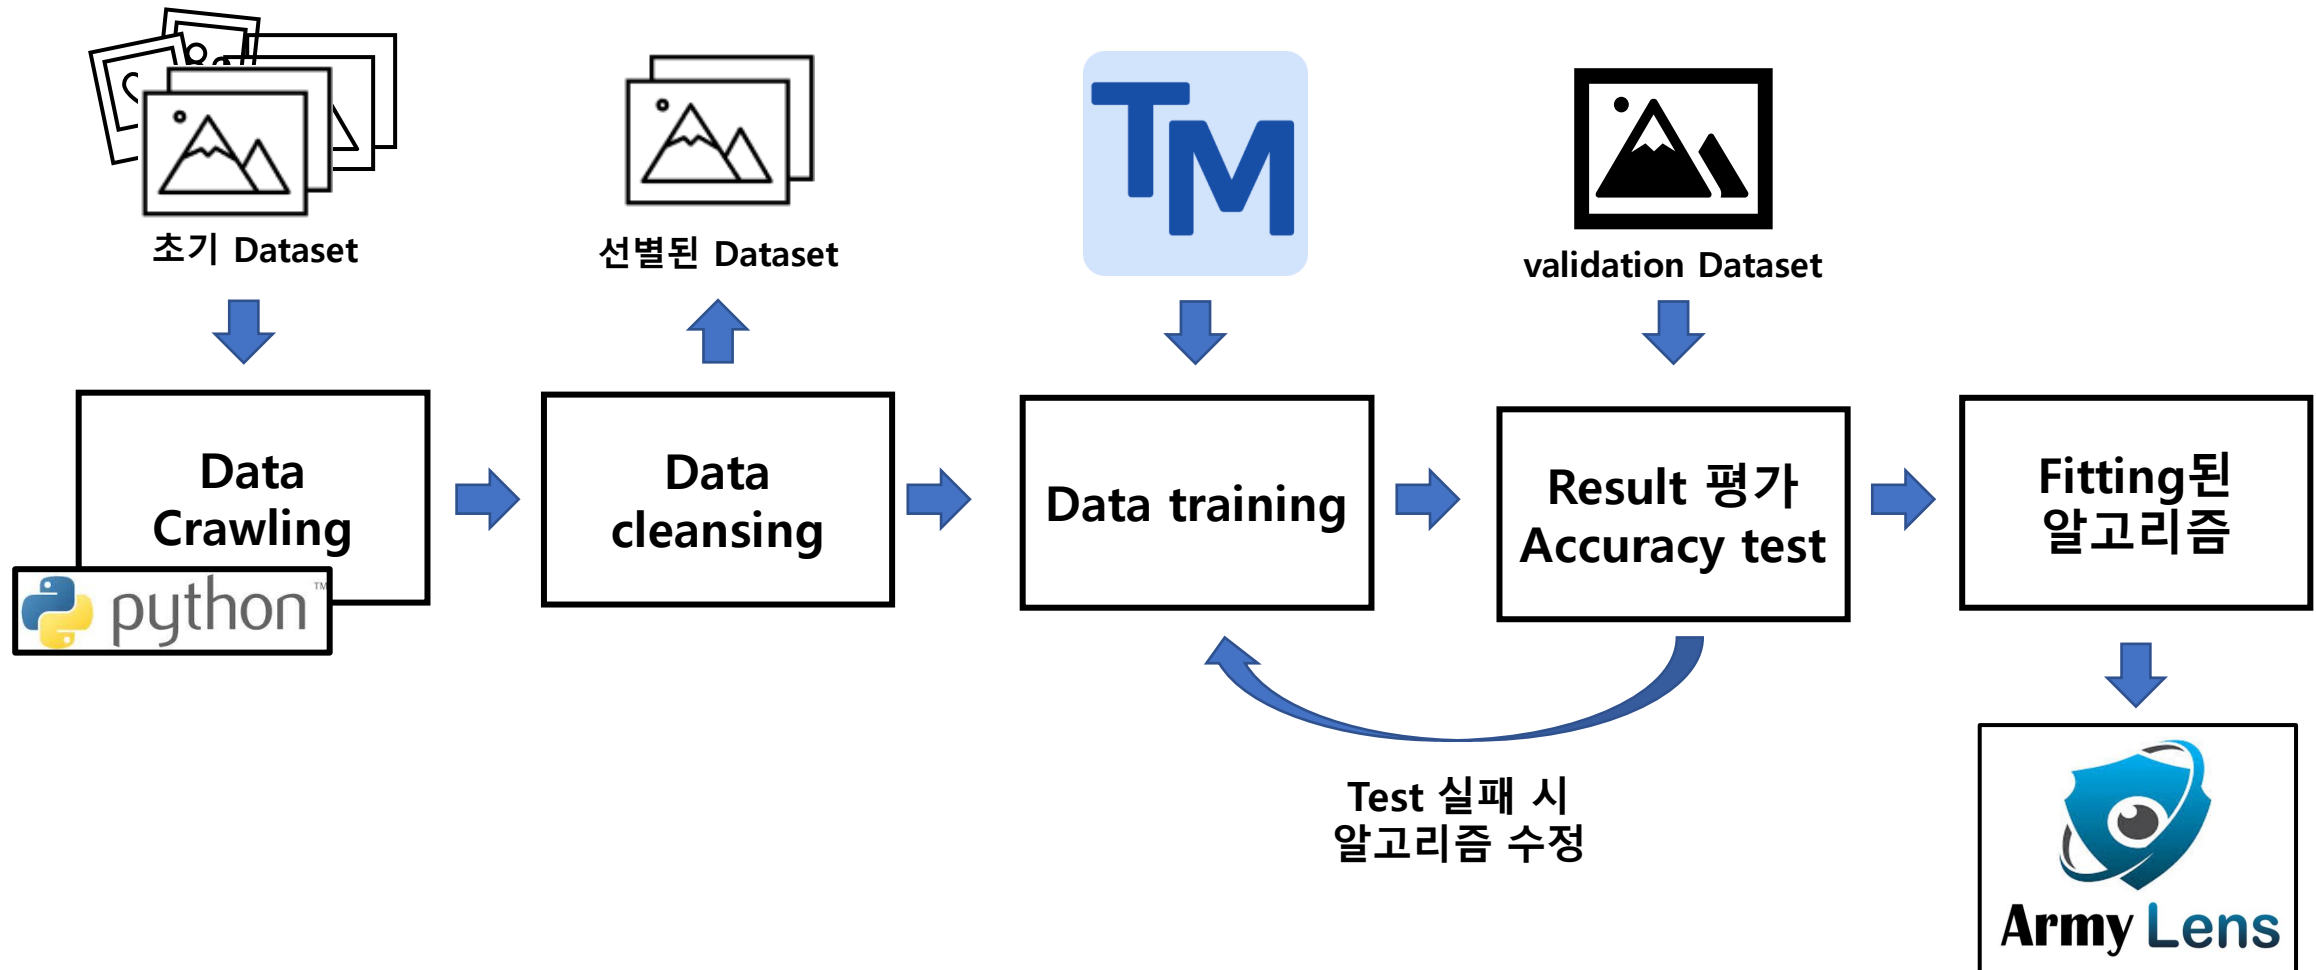 초기 Dataset
선별된 Dataset
TM
validation Dataset
Data
Crawling
python™
Data
cleansing
Data training
Result 평가
Accuracy test
Fitting된
알고리즘
Test 실패 시
알고리즘 수정
Army Lens